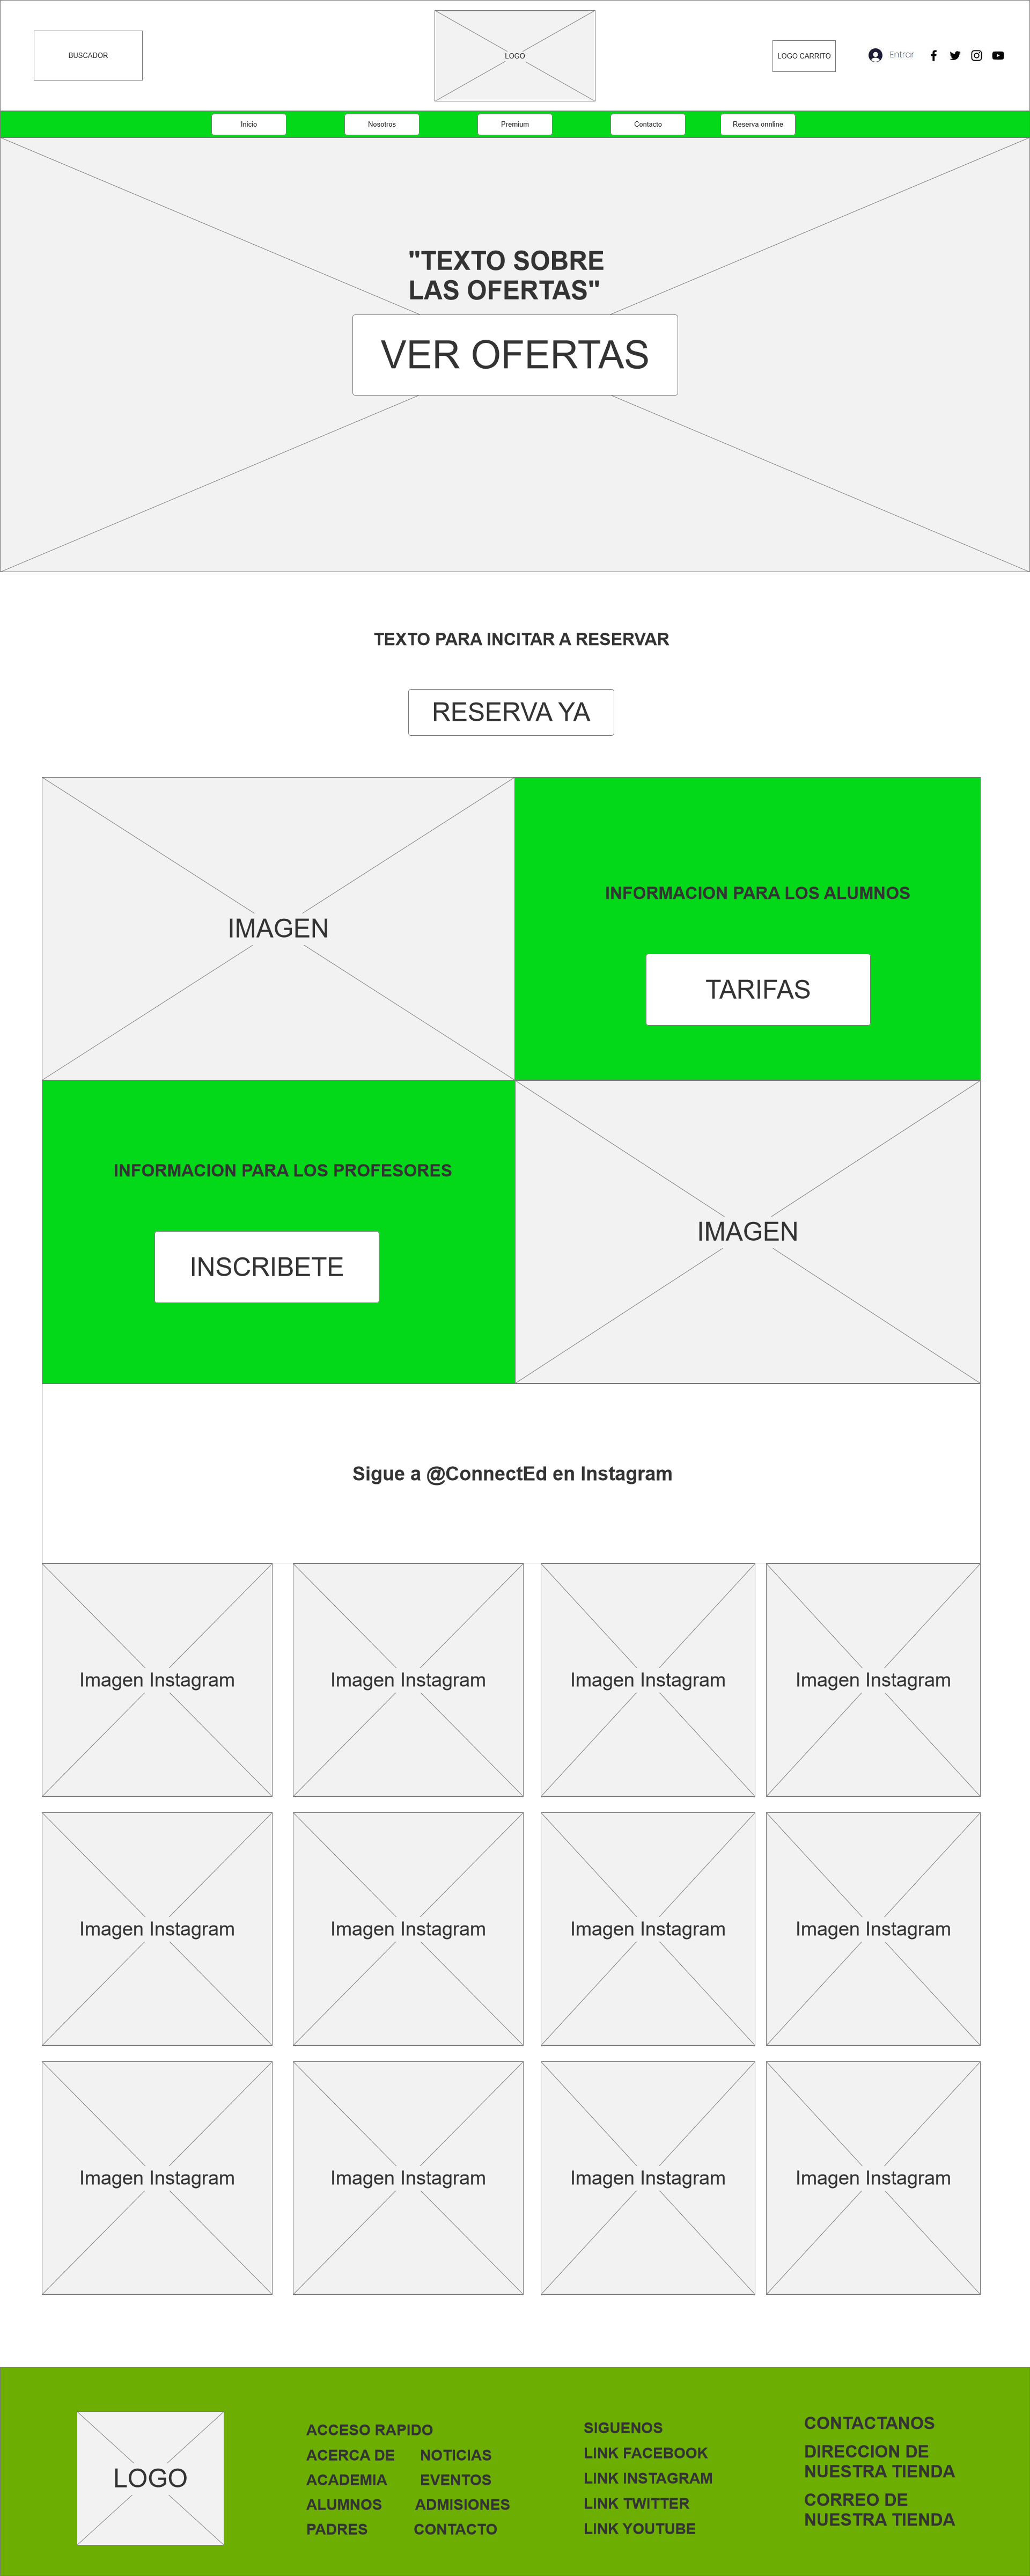 BUSCADOR
LOGO
LOGO CARRITO
Entrar
Inicio
Nosotros
Premium
Contacto
Reserva onnline
"TEXTO SOBRE
LAS OFERTAS"
VER OFERTAS
TEXTO PARA INCITAR A RESERVAR
RESERVA YA
IMAGEN
INFORMACION PARA LOS ALUMNOS
TARIFAS
INFORMACION PARA LOS PROFESORES
INSCRIBETE
IMAGEN
Sigue a @ConnectEd en Instagram
Imagen Instagram
Imagen Instagram
Imagen Instagram
Imagen Instagram
Imagen Instagram
Imagen Instagram
Imagen Instagram
Imagen Instagram
Imagen Instagram
Imagen Instagram
Imagen Instagram
Imagen Instagram
LOGO
ACCESO RAPIDO
ACERCA DE NOTICIAS
ACADEMIA EVENTOS
ALUMNOS ADMISIONES
PADRES CONTACTO
SIGUENOS
LINK FACEBOOK
LINK INSTAGRAM
LINK TWITTER
LINK YOUTUBE
CONTACTANOS
DIRECCION DE
NUESTRA TIENDA
CORREO DE
NUESTRA TIENDA